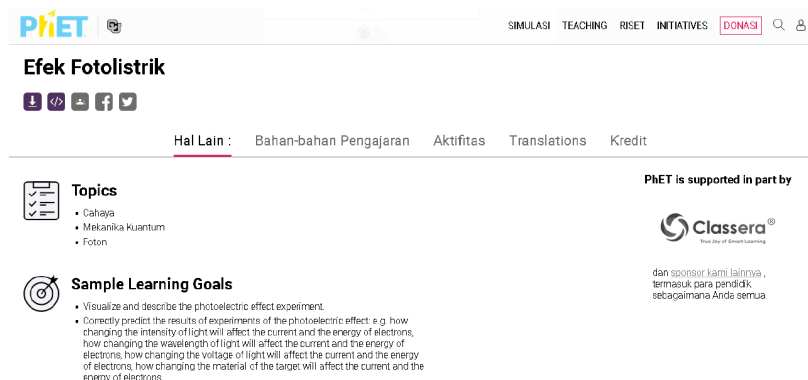 PhET
SIMULASI TEACHING RISET INITIATIVES DONASI
Efek Fotolistrik
Hal Lain : Bahan-bahan Pengajaran Aktifitas Translations Kredit
Topics
▪ Cahaya
▪ Mekanika Kuantum
▪ Foton
Sample Learning Goals
▪ Visualize and describe the photoelectric effect experiment.
▪ Correctly predict the results of experiments of the photoelectric effect: e.g. how
changing the intensity of light will affect the current and the energy of electrons,
how changing the wavelength of light will affect the current and the energy of
electrons, how changing the voltage of light will affect the current and the energy
of electrons, how changing the material of the target will affect the current and the
energy of electrons.
PhET is supported in part by
Classera®
True Joy of Smart Learning
dan sponsor kami lainnya ,
termasuk para pendidik
sebagaimana Anda semua.